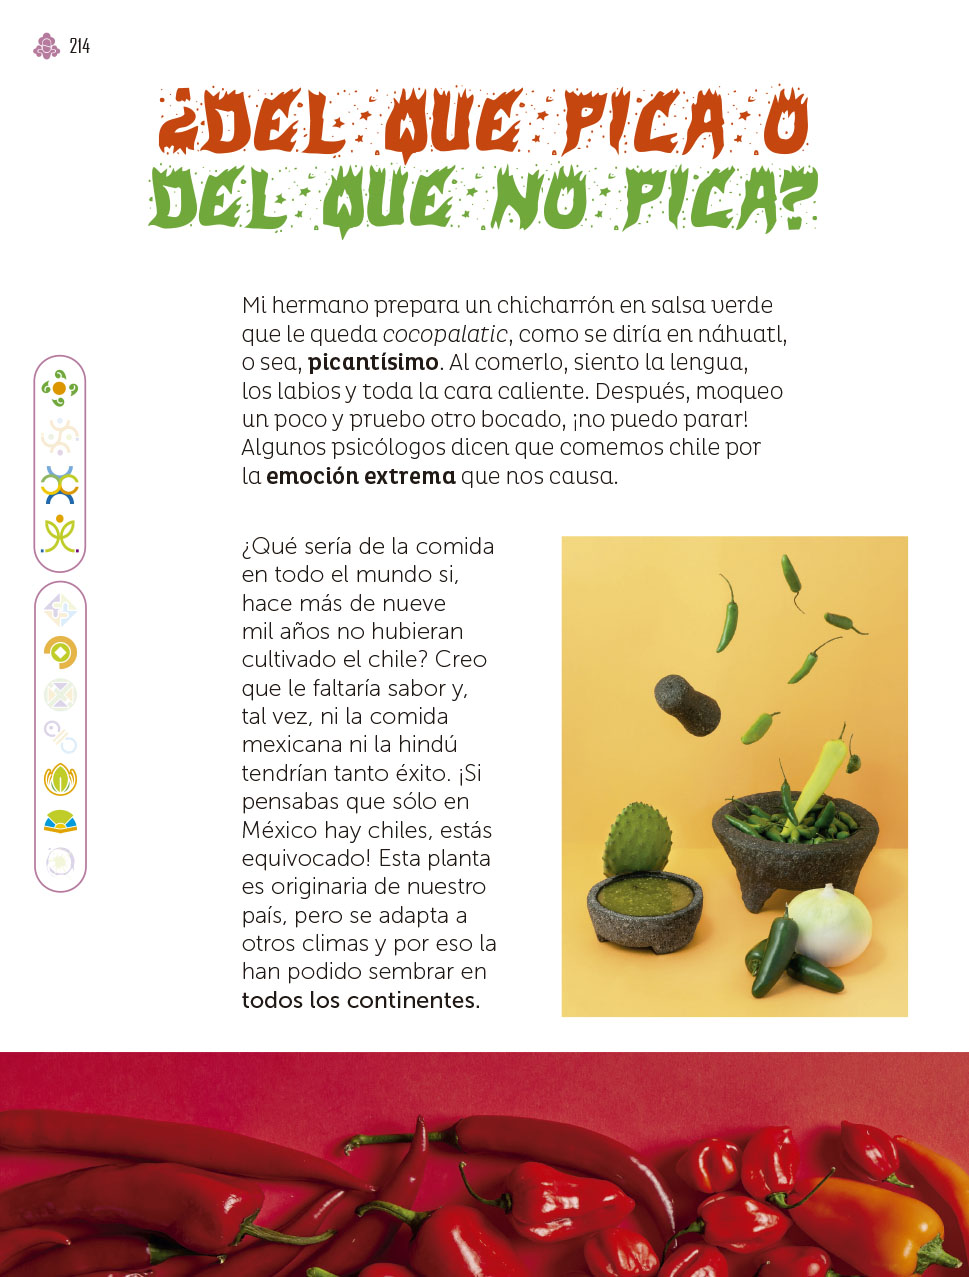 214
¿DEL QUE PICA O
DEL QUE NO PICA?
Mi hermano prepara un chicharrón en salsa verde
que le queda cocopalatic, como se diría en náhuatl,
o sea, picantísimo. Al comerlo, siento la lengua,
los labios y toda la cara caliente. Después, moqueo
un poco y pruebo otro bocado, ¡no puedo parar!
Algunos psicólogos dicen que comemos chile por
la emoción extrema que nos causa.
¿Qué sería de la comida
en todo el mundo si,
hace más de nueve
mil años no hubieran
cultivado el chile? Creo
que le faltaría sabor y,
tal vez, ni la comida
mexicana ni la hindú
tendrían tanto éxito. ¡Si
pensabas que sólo en
México hay chiles, estás
equivocado! Esta planta
es originaria de nuestro
país, pero se adapta a
otros climas y por eso la
han podido sembrar en
todos los continentes.